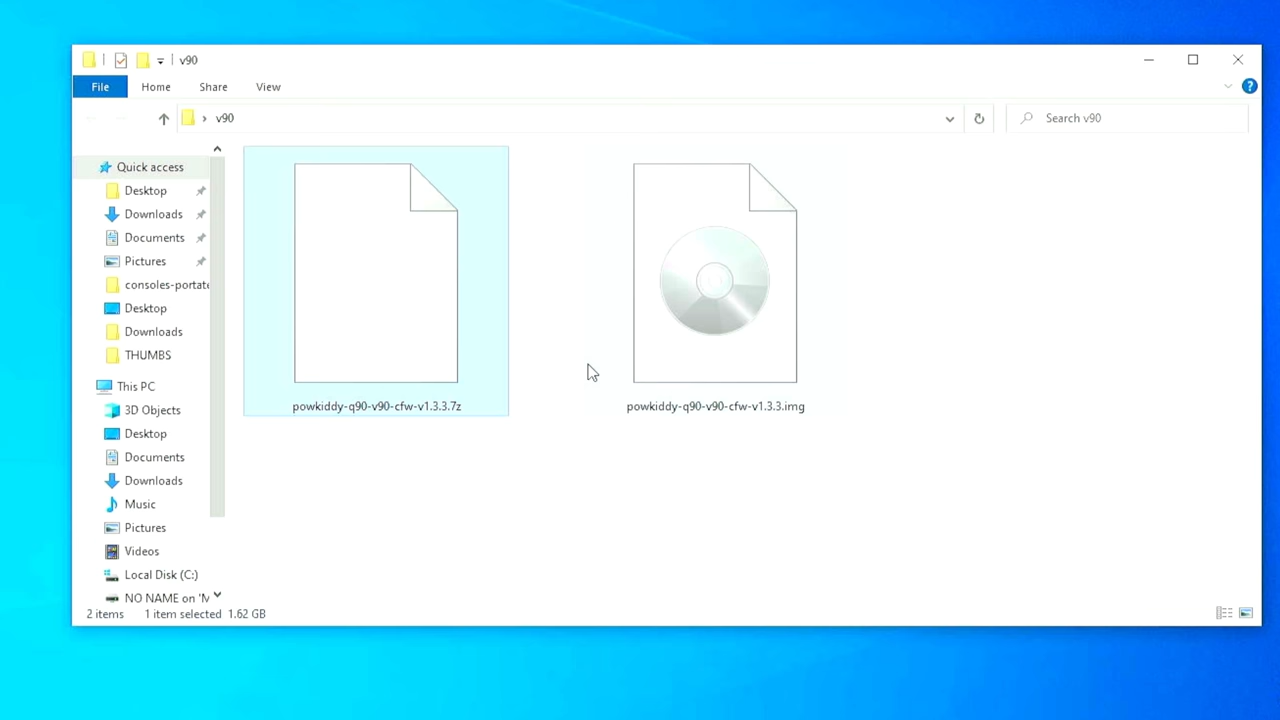 v90
File Home Share View
v90
Search v90
Quick access
Desktop
Downloads
Documents
Pictures
consoles-portate
Desktop
Downloads
THUMBS
This PC
3D Objects
Desktop
Documents
Downloads
Music
Pictures
Videos
Local Disk (C:)
NO NAME on 'M
powkiddy-q90-v90-cfw-v1.3.3.7z
powkiddy-q90-v90-cfw-v1.3.3.img
2 items 1 item selected 1.62 GB